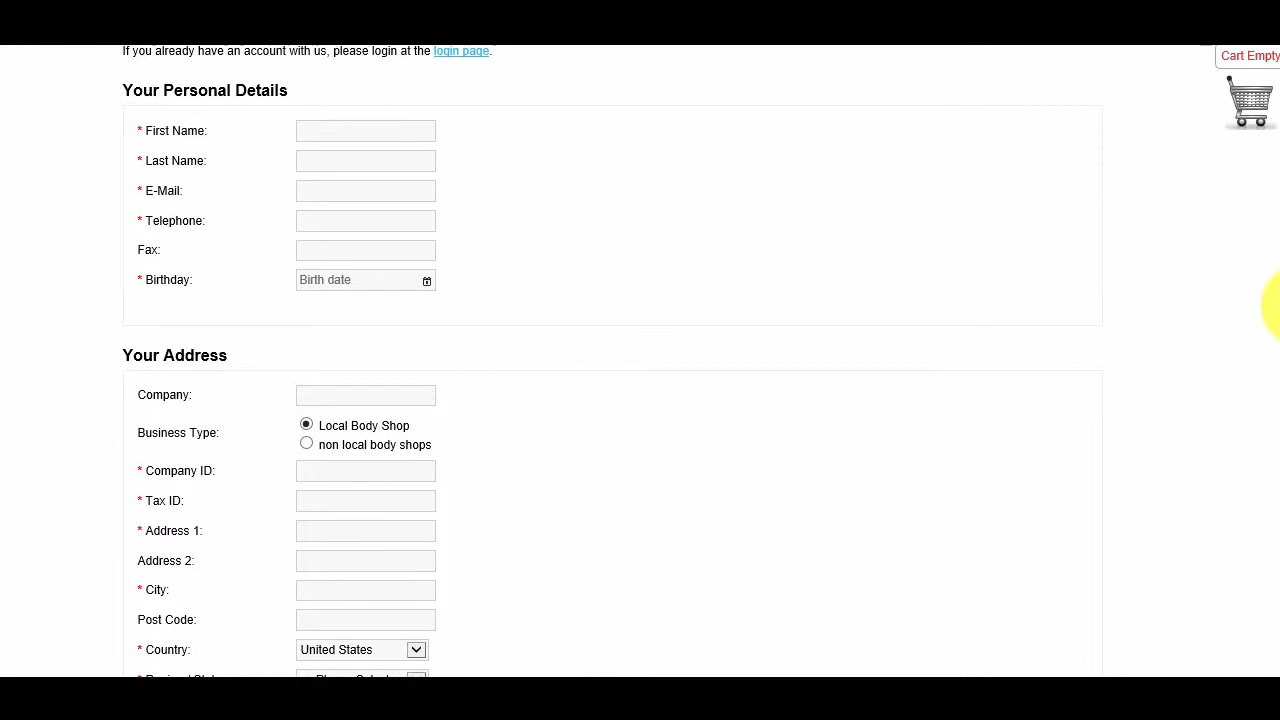 If you already have an account with us, please login at the login page.
Cart Empty
Your Personal Details
* First Name:
* Last Name:
* E-Mail:
* Telephone:
Fax:
* Birthday: Birth date
Your Address
Company:
Business Type:
Local Body Shop
non local body shops
* Company ID:
* Tax ID:
* Address 1:
Address 2:
* City:
Post Code:
* Country: United States